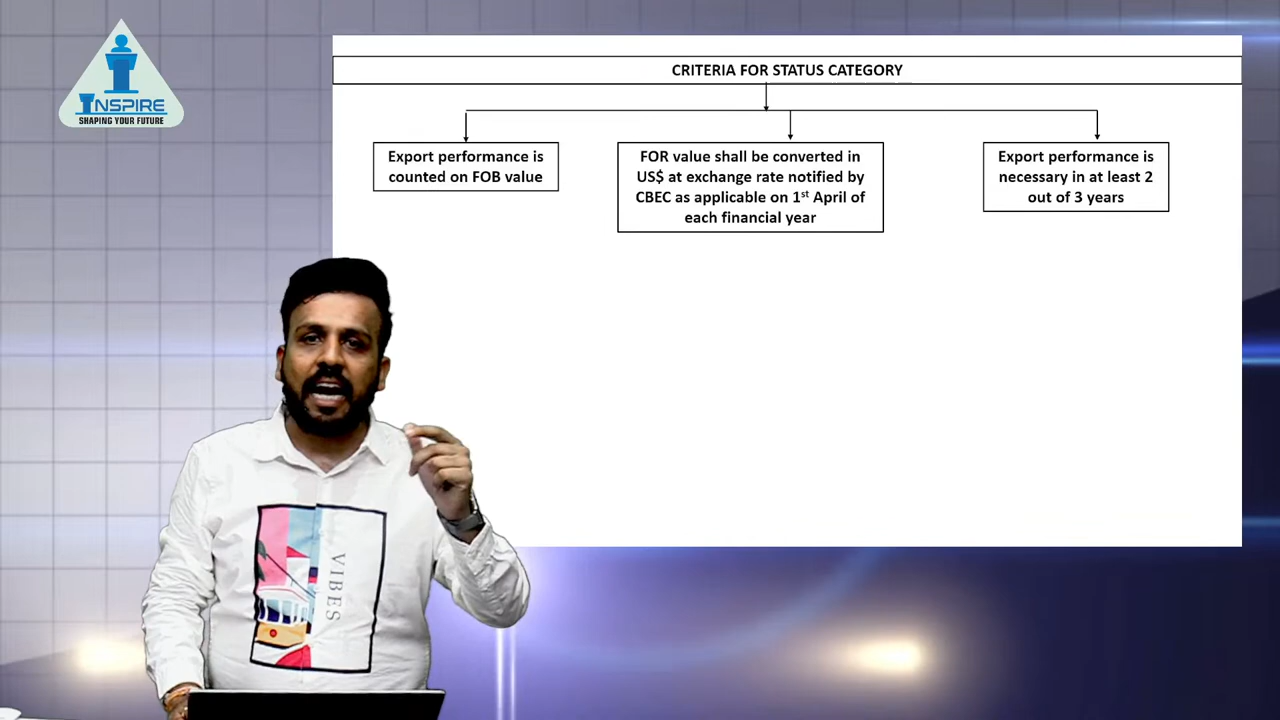 INSPIRE
SHAPING YOUR FUTURE
CRITERIA FOR STATUS CATEGORY
Export performance is
counted on FOB value
FOR value shall be converted in
US$ at exchange rate notified by
CBEC as applicable on 1st April of
each financial year
Export performance is
necessary in at least 2
out of 3 years
VIBES